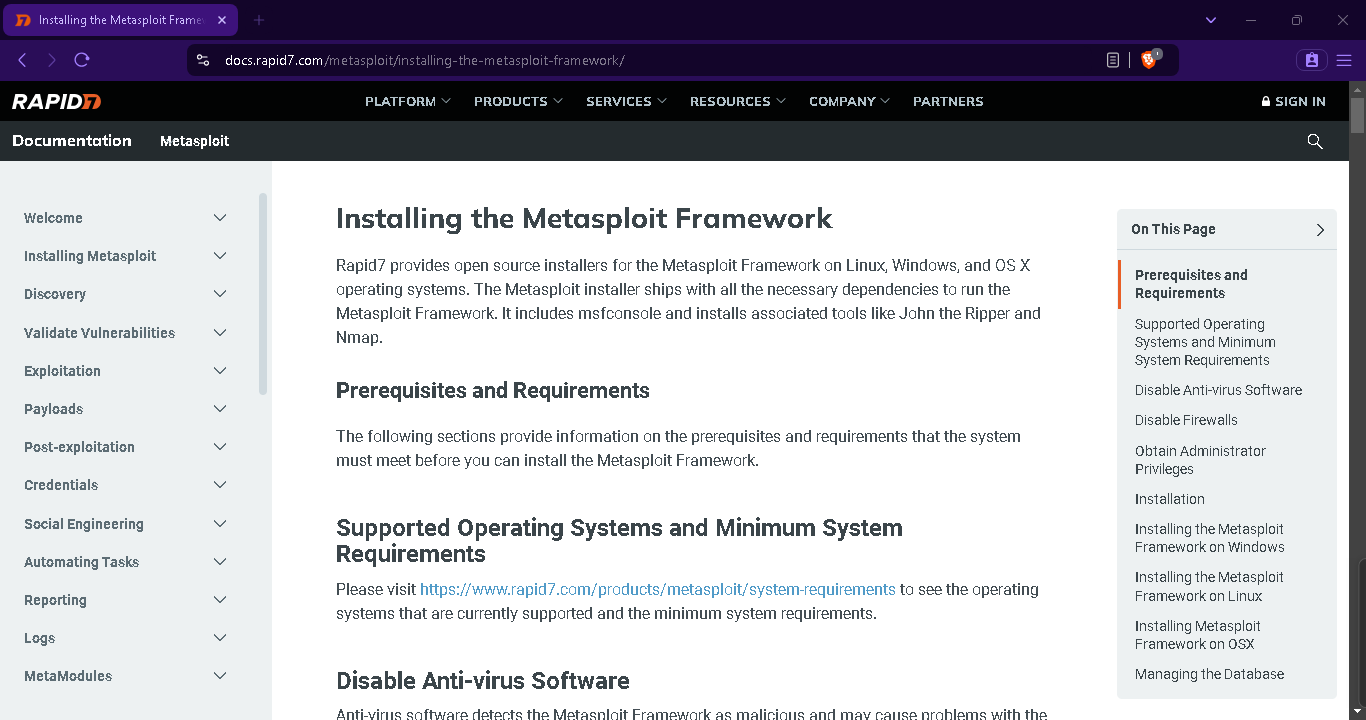 Installing the Metasploit Frame
docs.rapid7.com/metasploit/installing-the-metasploit-framework/
RAPID7
PLATFORM PRODUCTS SERVICES RESOURCES COMPANY PARTNERS
SIGN IN
Documentation Metasploit
Welcome
Installing Metasploit
Discovery
Validate Vulnerabilities
Exploitation
Payloads
Post-exploitation
Credentials
Social Engineering
Automating Tasks
Reporting
Logs
MetaModules
Installing the Metasploit Framework
Rapid7 provides open source installers for the Metasploit Framework on Linux, Windows, and OS X
operating systems. The Metasploit installer ships with all the necessary dependencies to run the
Metasploit Framework. It includes msfconsole and installs associated tools like John the Ripper and
Nmap.
Prerequisites and Requirements
The following sections provide information on the prerequisites and requirements that the system
must meet before you can install the Metasploit Framework.
Supported Operating Systems and Minimum System
Requirements
Please visit https://www.rapid7.com/products/metasploit/system-requirements to see the operating
systems that are currently supported and the minimum system requirements.
Disable Anti-virus Software
Anti-virus software detects the Metasploit Framework as malicious and may cause problems with the
On This Page
Prerequisites and
Requirements
Supported Operating
Systems and Minimum
System Requirements
Disable Anti-virus Software
Disable Firewalls
Obtain Administrator
Privileges
Installation
Installing the Metasploit
Framework on Windows
Installing the Metasploit
Framework on Linux
Installing Metasploit
Framework on OSX
Managing the Database